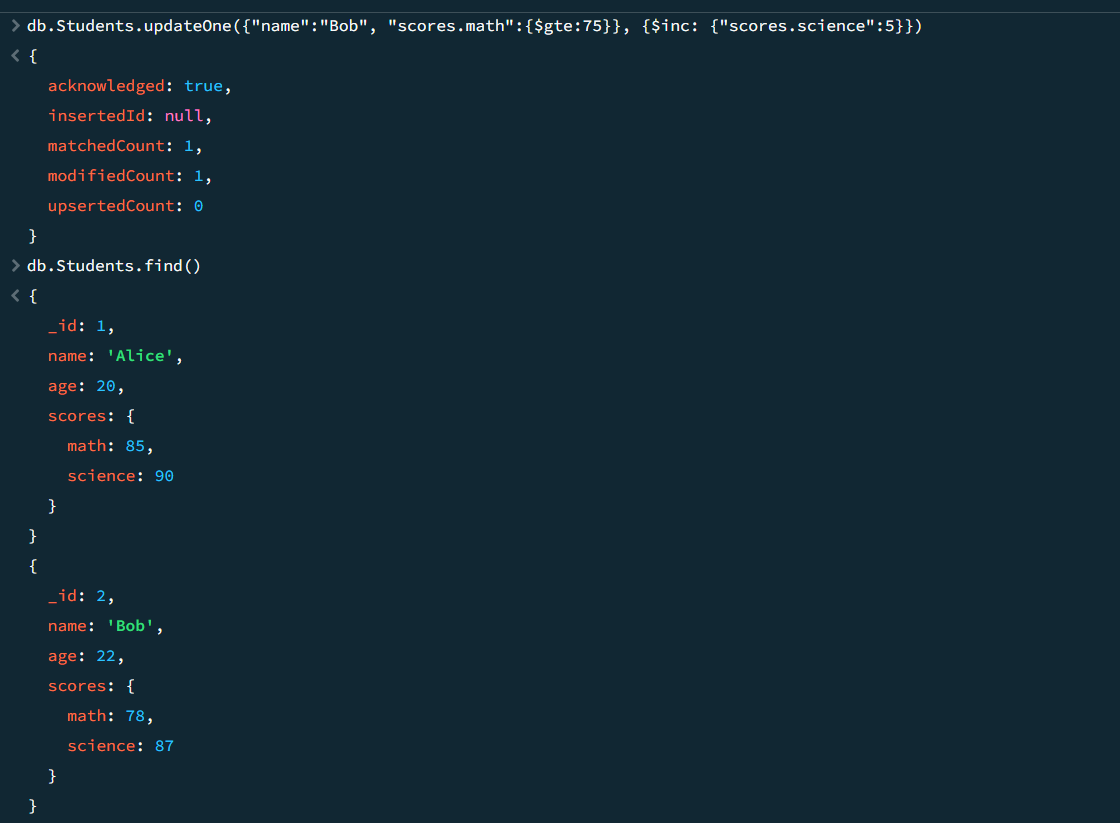 > db.Students.updateOne({"name":"Bob", "scores.math":{$gte:75}}, {$inc: {"scores.science":5}})
< {
acknowledged: true,
insertedId: null,
matchedCount: 1,
modifiedCount: 1,
upsertedCount: 0
}
> db.Students.find()
< {
_id: 1,
name: 'Alice',
age: 20,
scores: {
math: 85,
science: 90
}
}
{
_id: 2,
name: 'Bob',
age: 22,
scores: {
math: 78,
science: 87
}
}